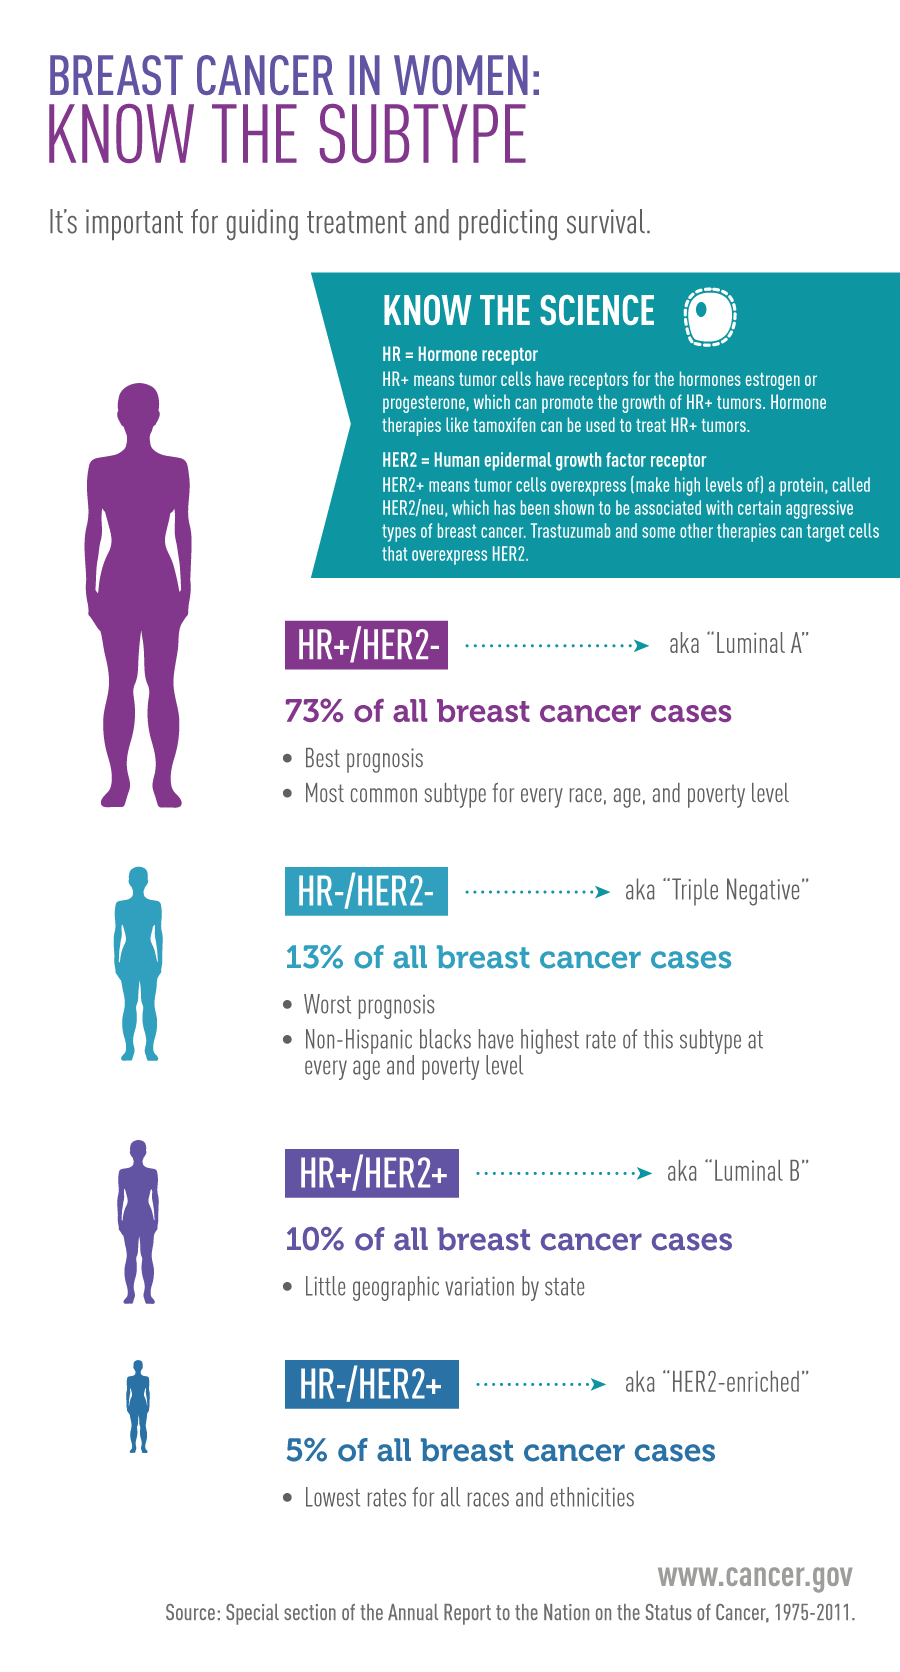 BREAST CANCER IN WOMEN:
KNOW THE SUBTYPE
It's important for guiding treatment and predicting survival.
KNOW THE SCIENCE
HR = Hormone receptor
HR+ means tumor cells have receptors for the hormones estrogen or
progesterone, which can promote the growth of HR+ tumors. Hormone
therapies like tamoxifen can be used to treat HR+ tumors.
HER2 = Human epidermal growth factor receptor
HER2+ means tumor cells overexpress (make high levels of) a protein, called
HER2/neu, which has been shown to be associated with certain aggressive
types of breast cancer. Trastuzumab and some other therapies can target cells
that overexpress HER2.
HR+/HER2- aka “Luminal A”
73% of all breast cancer cases
• Best prognosis
• Most common subtype for every race, age, and poverty level
HR-/HER2- aka “Triple Negative”
13% of all breast cancer cases
• Worst prognosis
• Non-Hispanic blacks have highest rate of this subtype at
every age and poverty level
HR+/HER2+ aka “Luminal B”
10% of all breast cancer cases
• Little geographic variation by state
HR-/HER2+ aka “HER2-enriched”
5% of all breast cancer cases
• Lowest rates for all races and ethnicities
www.cancer.gov
Source: Special section of the Annual Report to the Nation on the Status of Cancer, 1975-2011.